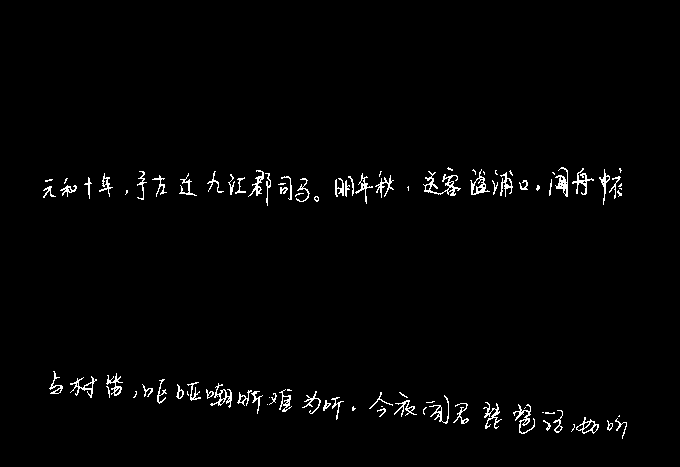 元和十年,予左迁九江郡司马。明年秋,送客湓浦口。闻舟中夜
与村笛,呕哑嘲哳难为听。今夜闻君琵琶语,如听